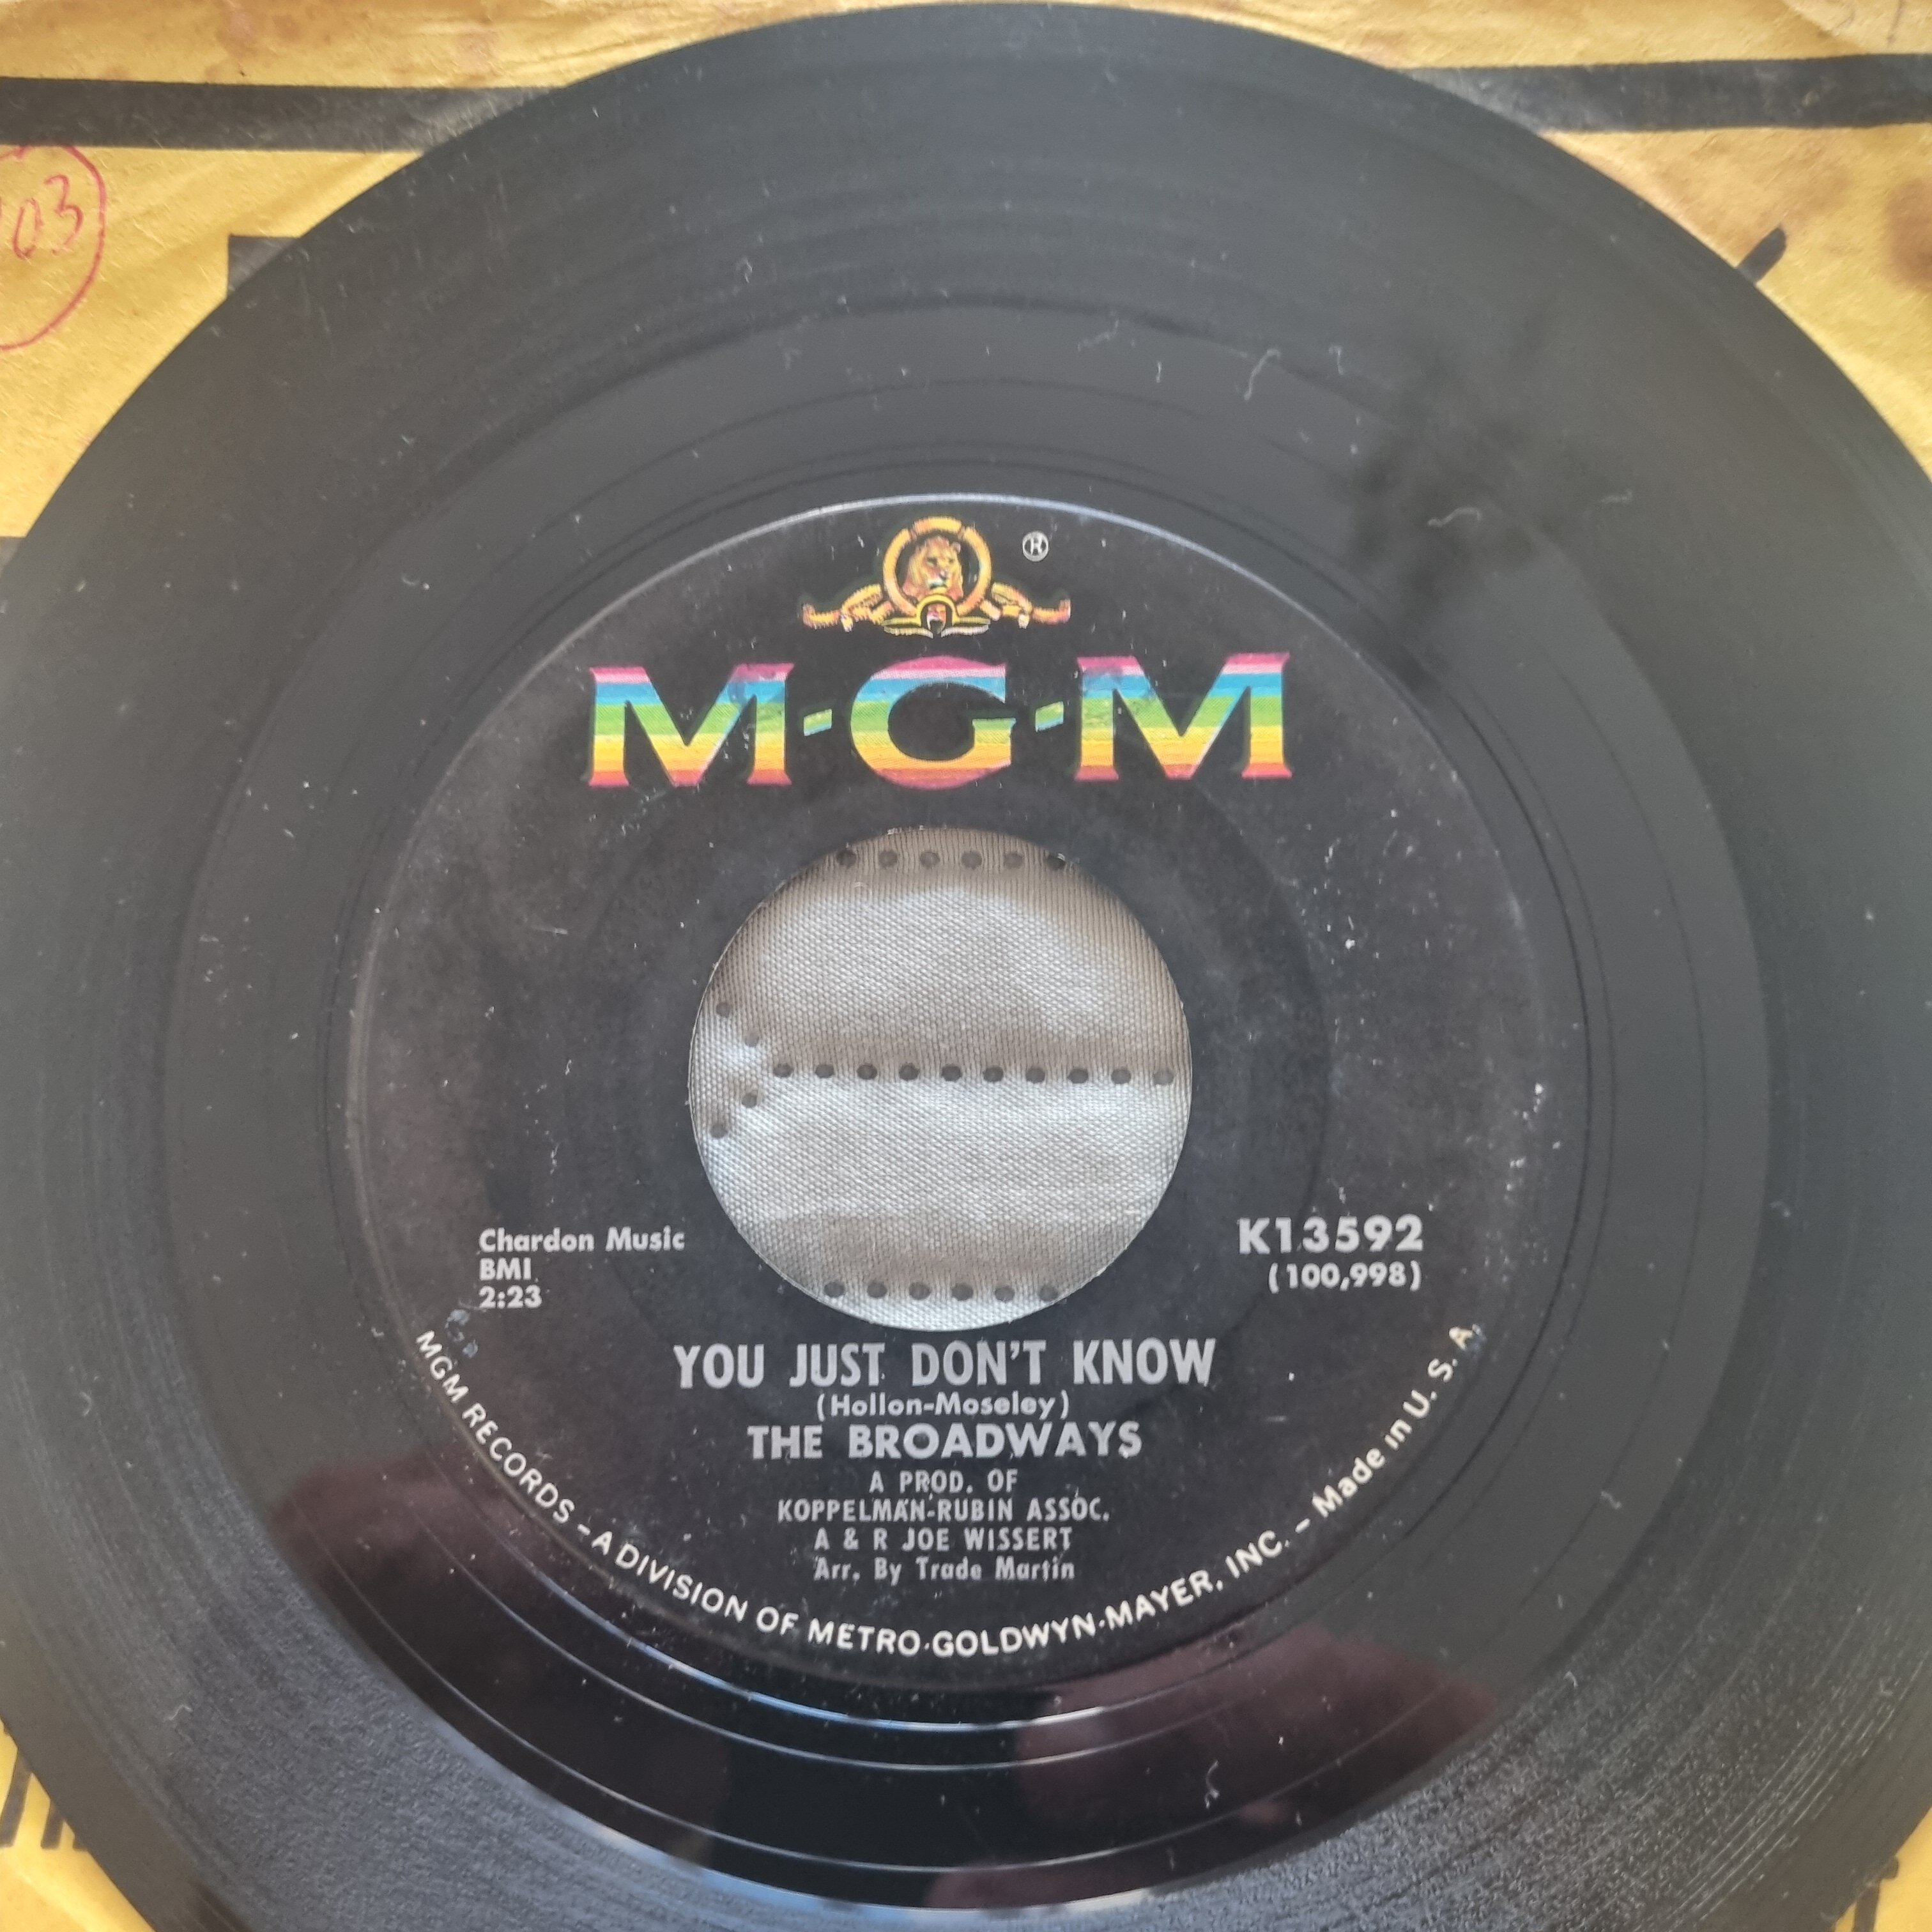 103
®
M-G-M
Chardon Music
BMI
2:23
K13592
(100,998)
YOU JUST DON'T KNOW
(Hollon-Moseley)
THE BROADWAYS
A PROD. OF
KOPPELMAN-RUBIN ASSOC.
A & R JOE WISSERT
Arr. By Trade Martin
MGM RECORDS - A DIVISION OF METRO-GOLDWYN-MAYER, INC. - Made in U. S. A.